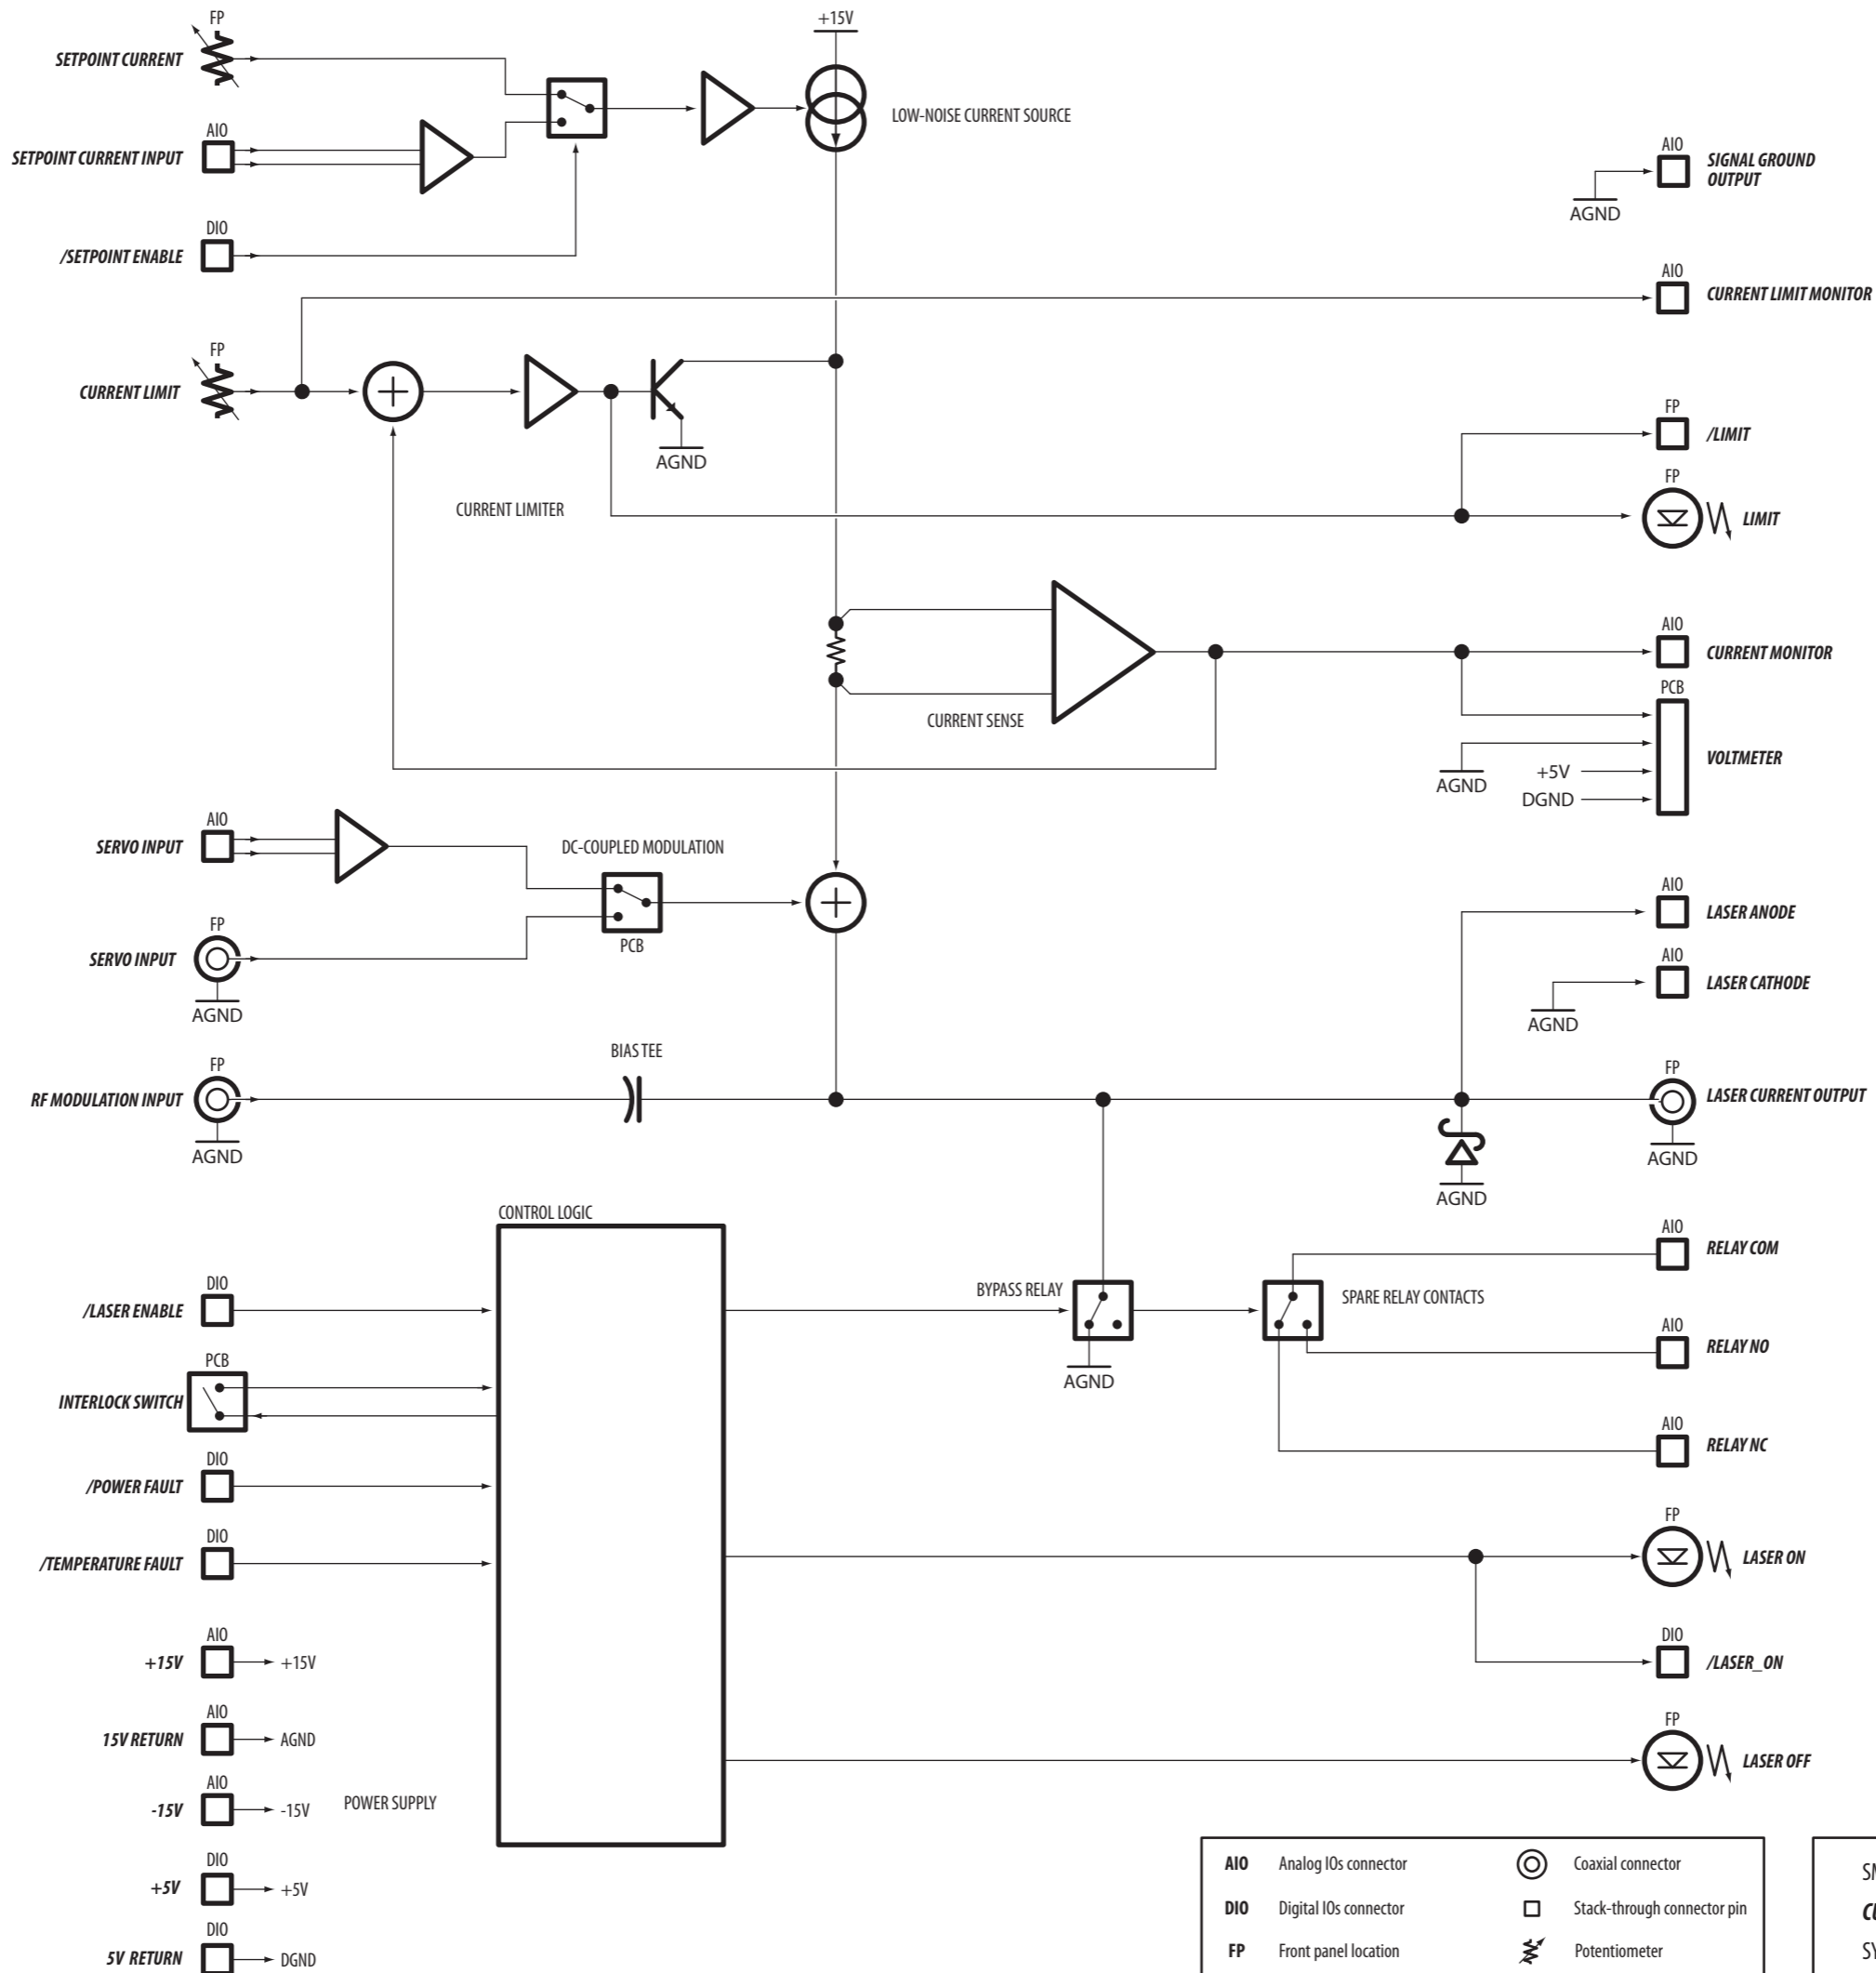 FP
+15V
SETPOINT CURRENT
LOW-NOISE CURRENT SOURCE
AIO
SETPOINT CURRENT INPUT
AIO
SIGNAL GROUND
OUTPUT
AGND
DIO
/SETPOINT ENABLE
AIO
CURRENT LIMIT MONITOR
FP
CURRENT LIMIT
AGND
FP
/LIMIT
CURRENT LIMITER
FP
LIMIT
AIO
CURRENT MONITOR
CURRENT SENSE
PCB
VOLTMETER
AGND
+5V
DGND
AIO
SERVO INPUT
DC-COUPLED MODULATION
PCB
FP
SERVO INPUT
AGND
AIO
LASER ANODE
AIO
LASER CATHODE
AGND
BIAS TEE
FP
RF MODULATION INPUT
AGND
FP
LASER CURRENT OUTPUT
AGND
AGND
CONTROL LOGIC
AIO
RELAY COM
DIO
/LASER ENABLE
BYPASS RELAY
AGND
SPARE RELAY CONTACTS
AIO
RELAY NO
PCB
INTERLOCK SWITCH
AIO
RELAY NC
DIO
/POWER FAULT
DIO
/TEMPERATURE FAULT
FP
LASER ON
DIO
/LASER_ON
AIO
+15V
+15V
AIO
15V RETURN
AGND
FP
LASER OFF
AIO
-15V
-15V
POWER SUPPLY
DIO
+5V
+5V
DIO
5V RETURN
DGND
AIO Analog IOs connector
Coaxial connector
DIO Digital IOs connector
Stack-through connector pin
FP Front panel location
Potentiometer